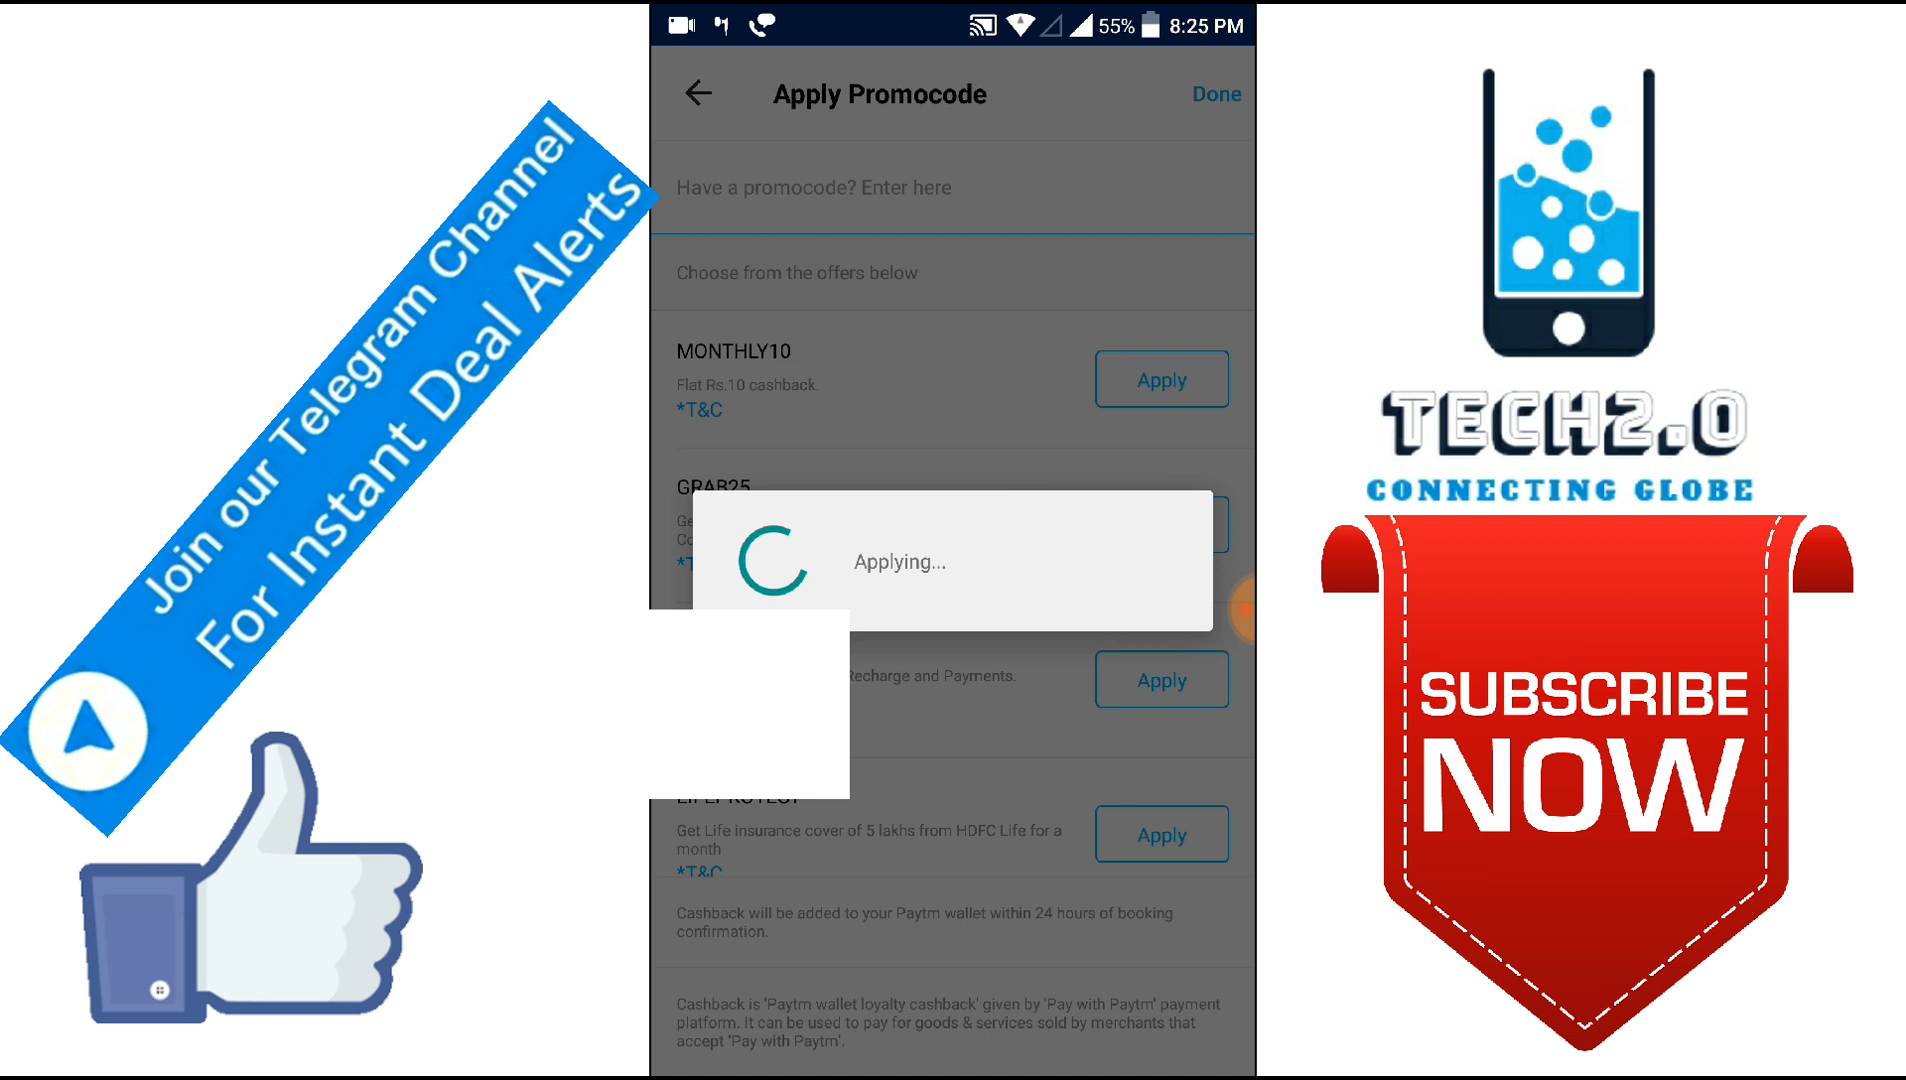 Join our Telegram Channel
For Instant Deal Alerts
55% 8:25 PM
Apply Promocode
Done
Have a promocode? Enter here
Choose from the offers below
MONTHLY10
Flat Rs.10 cashback.
*T&C
Apply
GRAB25
Applying...
Recharge and Payments.
Apply
Get Life insurance cover of 5 lakhs from HDFC Life for a
month
*T&C
Apply
Cashback will be added to your Paytm wallet within 24 hours of booking
confirmation.
Cashback is 'Paytm wallet loyalty cashback' given by 'Pay with Paytm' payment
platform. It can be used to pay for goods & services sold by merchants that
accept 'Pay with Paytm'.
TECH2.0
CONNECTING GLOBE
SUBSCRIBE
NOW